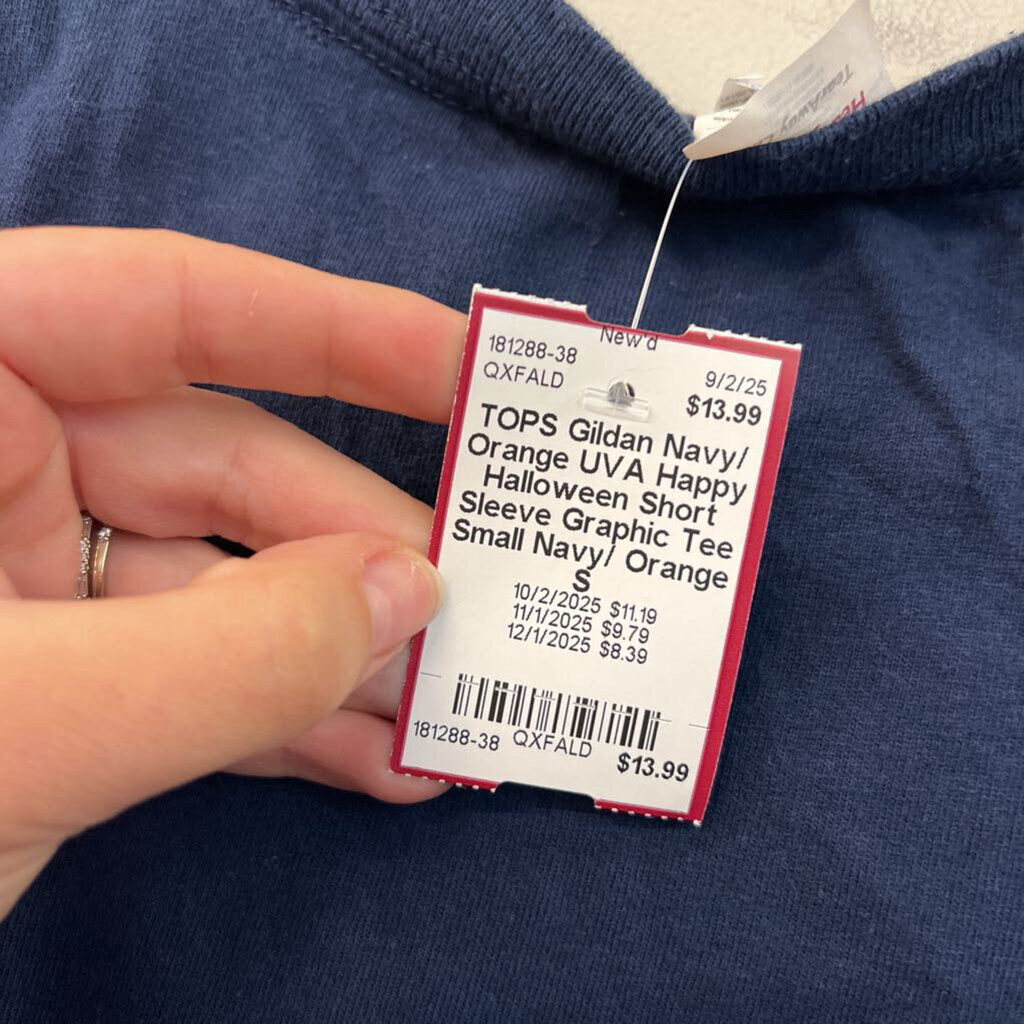 TearAway
New'd
181288-38
QXFALD
9/2/25
$13.99
TOPS Gildan Navy/
Orange UVA Happy
Halloween Short
Sleeve Graphic Tee
Small Navy/ Orange
S
10/2/2025 $11.19
11/1/2025 $9.79
12/1/2025 $8.39
181288-38 QXFALD $13.99